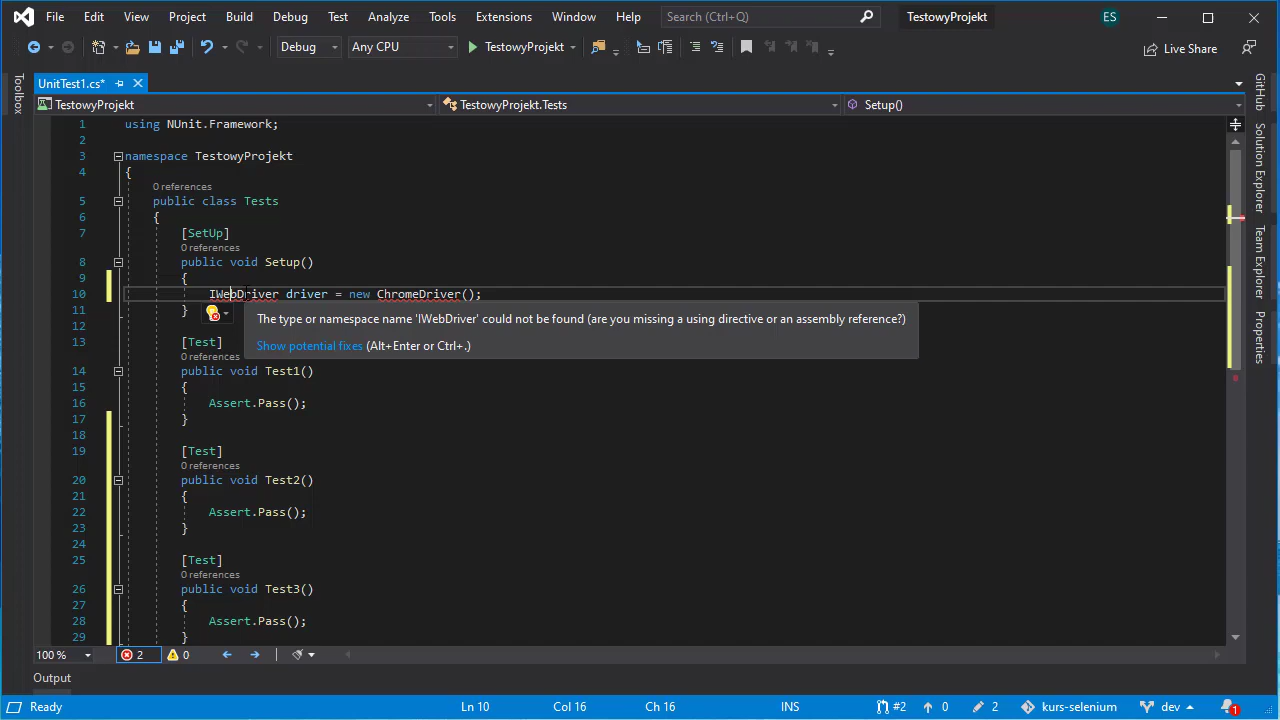 File Edit View Project Build Debug Test Analyze Tools Extensions Window Help Search (Ctrl+Q) TestowyProjekt ES
Debug Any CPU TestowyProjekt Live Share
UnitTest1.cs*
TestowyProjekt TestowyProjekt.Tests Setup()
Toolbox
GitHub
Solution Explorer
Team Explorer
Properties
1 using NUnit.Framework;
2
3 namespace TestowyProjekt
4 {
0 references
5 public class Tests
6 {
7 [SetUp]
0 references
8 public void Setup()
9 {
10 IWebDriver driver = new ChromeDriver();
11 }
The type or namespace name 'IWebDriver' could not be found (are you missing a using directive or an assembly reference?)
Show potential fixes (Alt+Enter or Ctrl+.)
12
13 [Test]
0 references
14 public void Test1()
15 {
16 Assert.Pass();
17 }
18
19 [Test]
0 references
20 public void Test2()
21 {
22 Assert.Pass();
23 }
24
25 [Test]
0 references
26 public void Test3()
27 {
28 Assert.Pass();
29 }
100 % 2 0
Output
Ready Ln 10 Col 16 Ch 16 INS #2 0 2 kurs-selenium dev 1